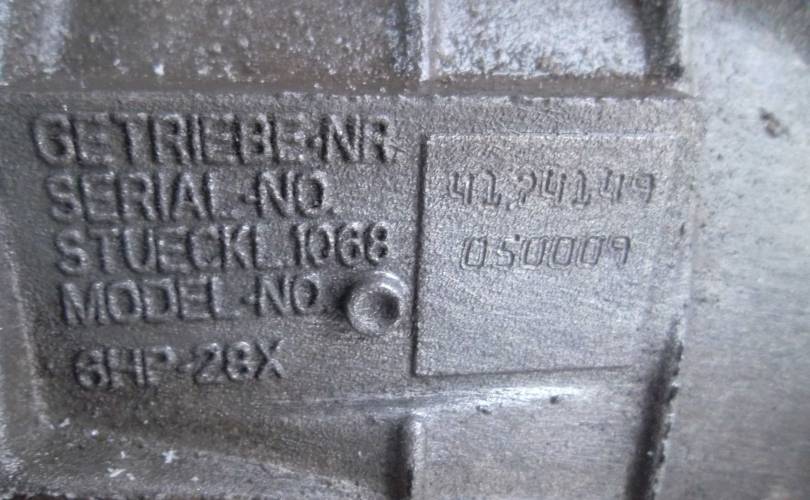 GETRIEBE-NR.
SERIAL-NO.
STUECKL.1068
MODEL-NO.
6HP-28X
050009